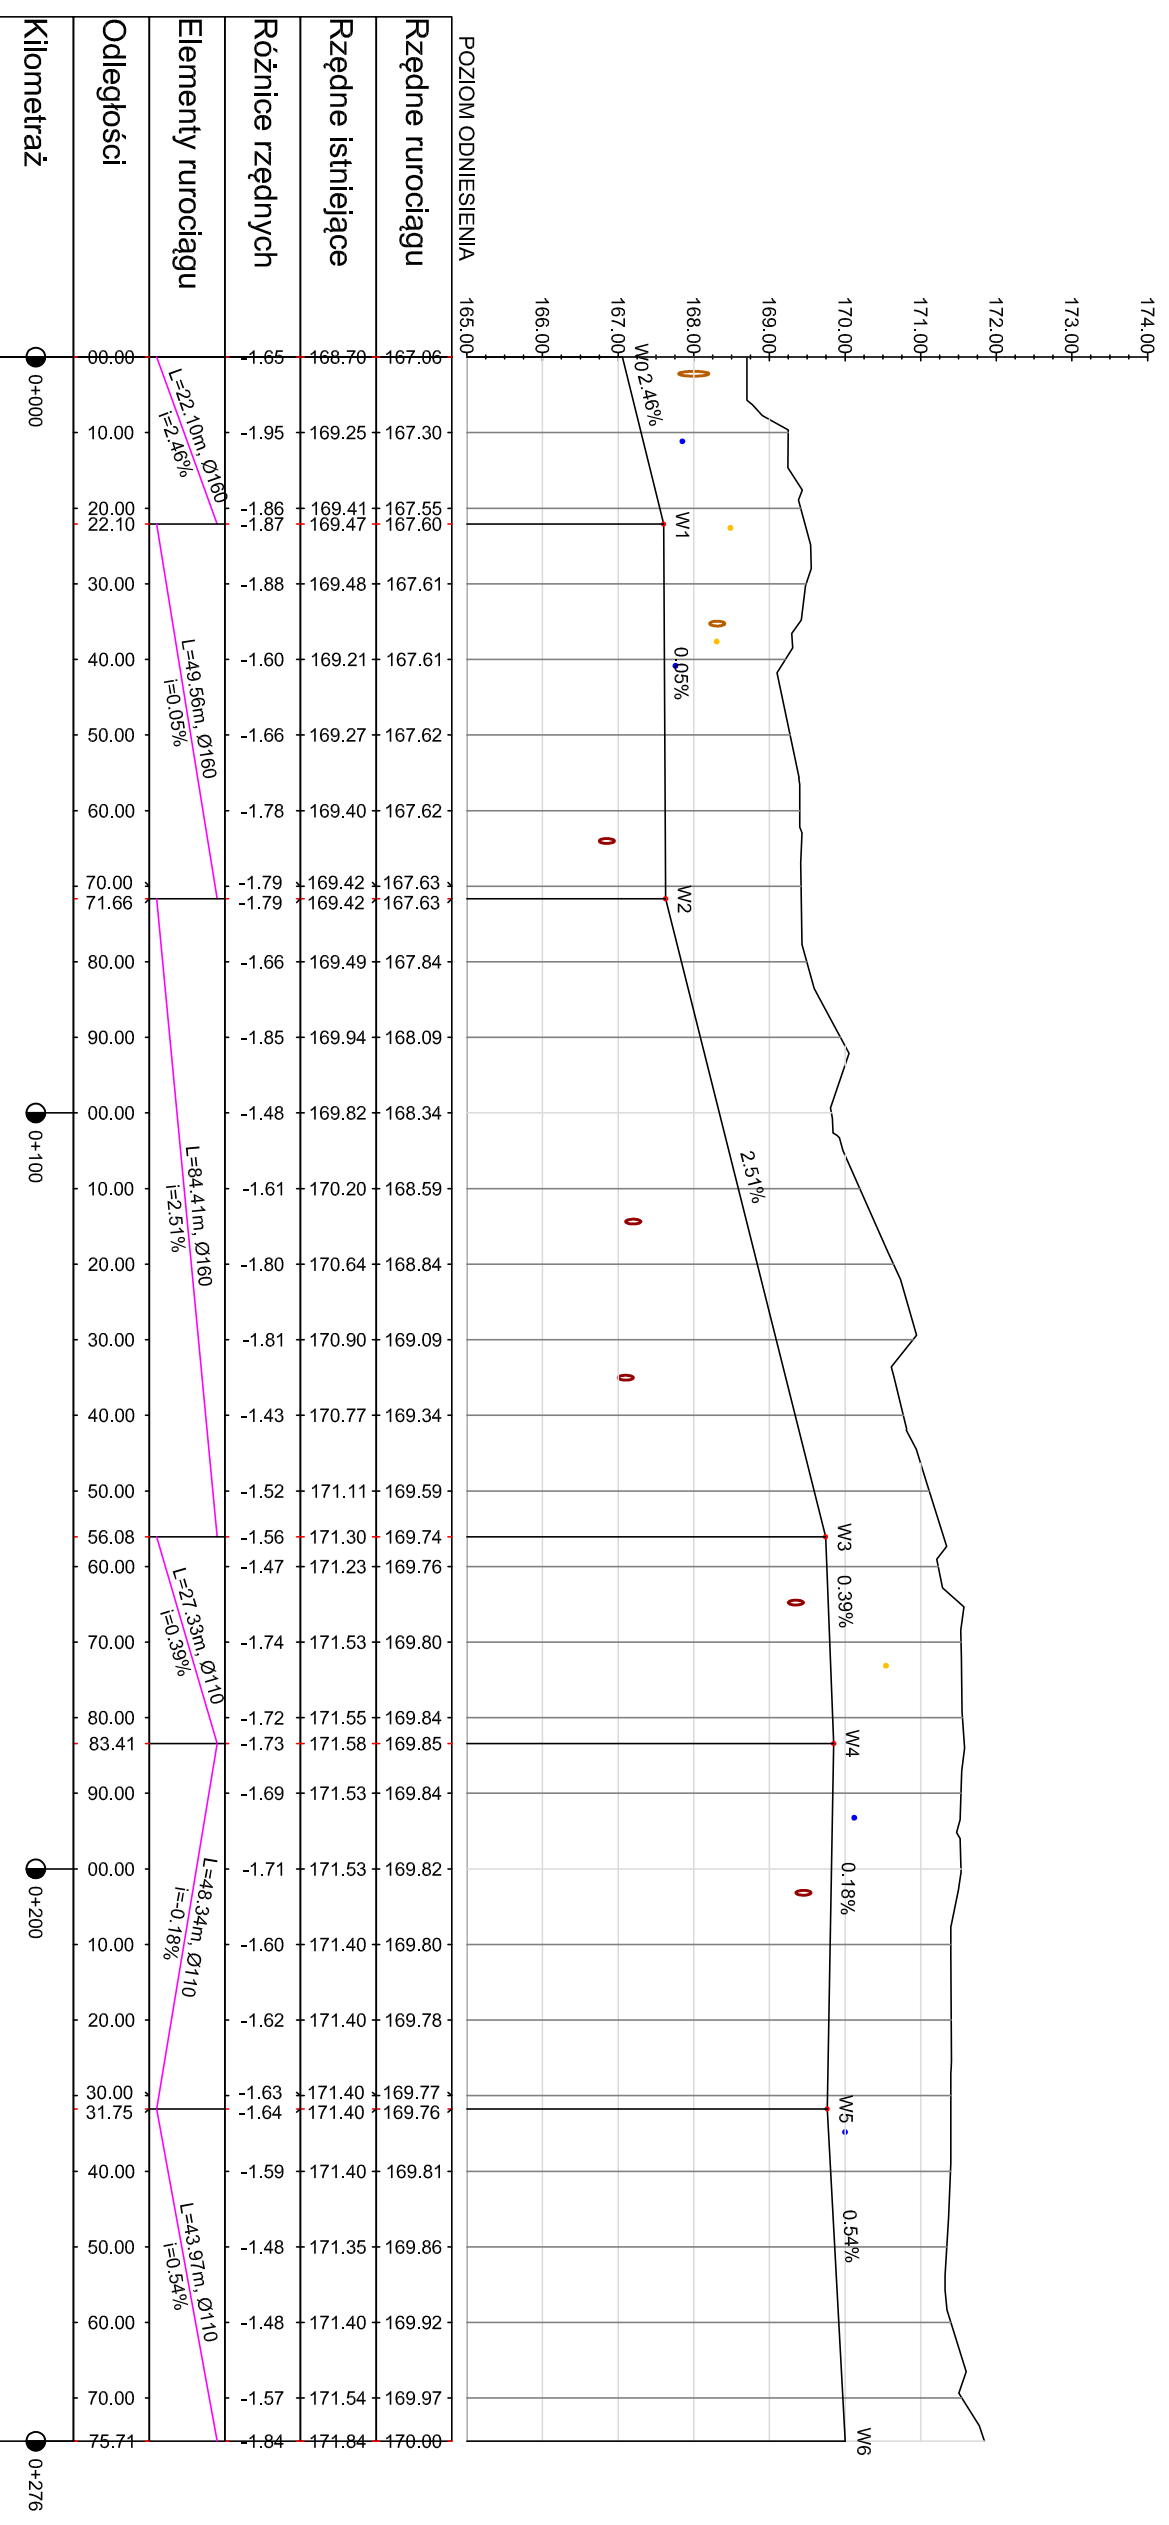 174.00
173.00
172.00
171.00
170.00
169.00
168.00
167.00
166.00
165.00
POZIOM ODNIESIENIA
W0 2.46% W1 0.05% W2 2.51% W3 0.39% W4 0.18% W5 0.54% W6
Rzędne rurociągu 167.06 167.30 167.55 167.60 167.61 167.61 167.62 167.62 167.63 167.63 167.84 168.09 168.34 168.59 168.84 169.09 169.34 169.59 169.74 169.76 169.80 169.84 169.85 169.84 169.82 169.80 169.78 169.77 169.76 169.81 169.86 169.92 169.97 170.00
Rzędne istniejące 168.70 169.25 169.41 169.47 169.48 169.21 169.27 169.40 169.42 169.42 169.49 169.94 169.82 170.20 170.64 170.90 170.77 171.11 171.30 171.23 171.53 171.55 171.58 171.53 171.53 171.40 171.40 171.40 171.40 171.40 171.35 171.40 171.54 171.84
Różnice rzędnych -1.65 -1.95 -1.86 -1.87 -1.88 -1.60 -1.66 -1.78 -1.79 -1.79 -1.66 -1.85 -1.48 -1.61 -1.80 -1.81 -1.43 -1.52 -1.56 -1.47 -1.74 -1.72 -1.73 -1.69 -1.71 -1.60 -1.62 -1.63 -1.64 -1.59 -1.48 -1.48 -1.57 -1.84
Elementy rurociągu
L=22.10m, Ø160
i=2.46%
L=49.56m, Ø160
i=0.05%
L=84.41m, Ø160
i=2.51%
L=27.33m, Ø110
i=0.39%
L=48.34m, Ø110
i=-0.18%
L=43.97m, Ø110
i=0.54%
Odległości 00.00 10.00 20.00 22.10 30.00 40.00 50.00 60.00 70.00 71.66 80.00 90.00 00.00 10.00 20.00 30.00 40.00 50.00 56.08 60.00 70.00 80.00 83.41 90.00 00.00 10.00 20.00 30.00 31.75 40.00 50.00 60.00 70.00 75.71
Kilometraż 0+000 0+100 0+200 0+276